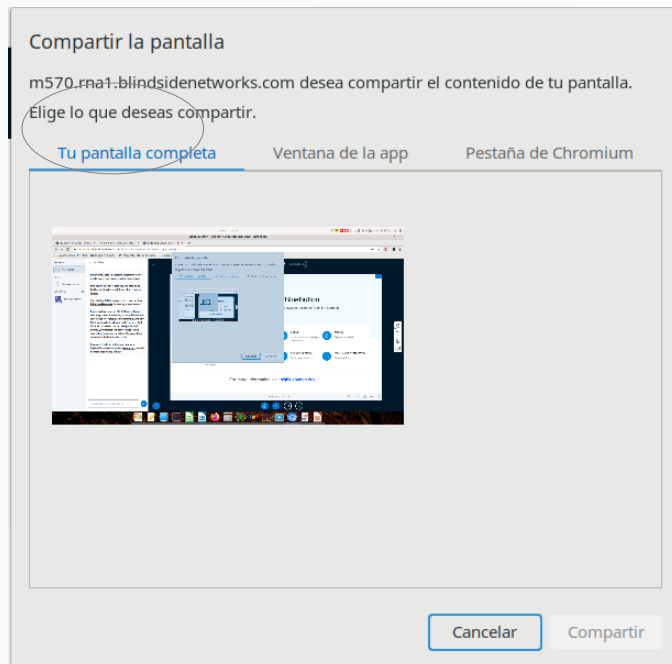 Compartir la pantalla
m570.rna1.blindsidenetworks.com desea compartir el contenido de tu pantalla.
Elige lo que deseas compartir.
Tu pantalla completa Ventana de la app Pestaña de Chromium
Cancelar Compartir